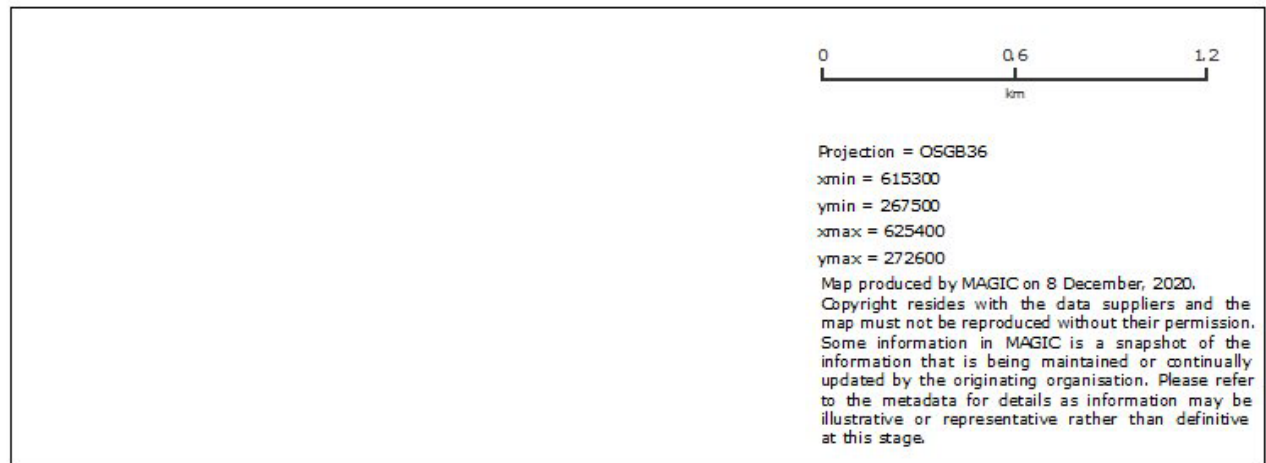 0 0.6 1.2
km
Projection = OSGB36
xmin = 615300
ymin = 267500
xmax = 625400
ymax = 272600
Map produced by MAGIC on 8 December, 2020.
Copyright resides with the data suppliers and the
map must not be reproduced without their permission.
Some information in MAGIC is a snapshot of the
information that is being maintained or continually
updated by the originating organisation. Please refer
to the metadata for details as information may be
illustrative or representative rather than definitive
at this stage.